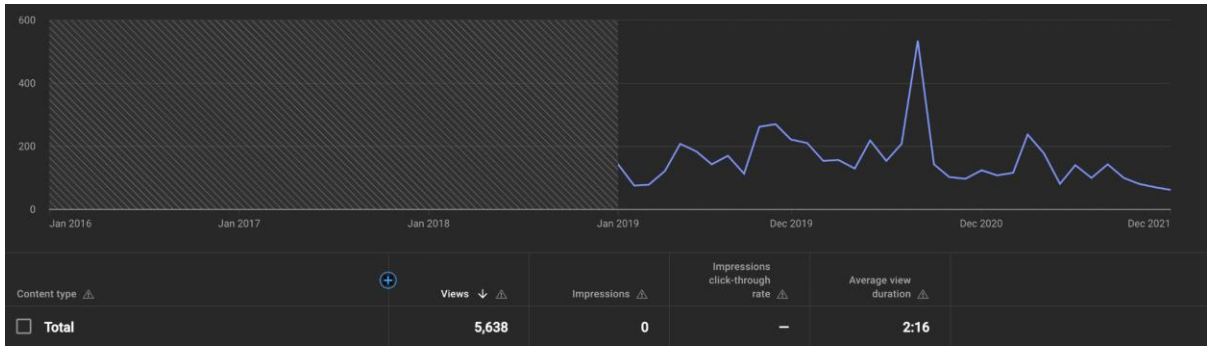 600
400
200
0
Jan 2016 Jan 2017 Jan 2018 Jan 2019 Dec 2019 Dec 2020 Dec 2021
Content type Views Impressions Impressions click-through rate Average view duration
Total 5,638 0 — 2:16